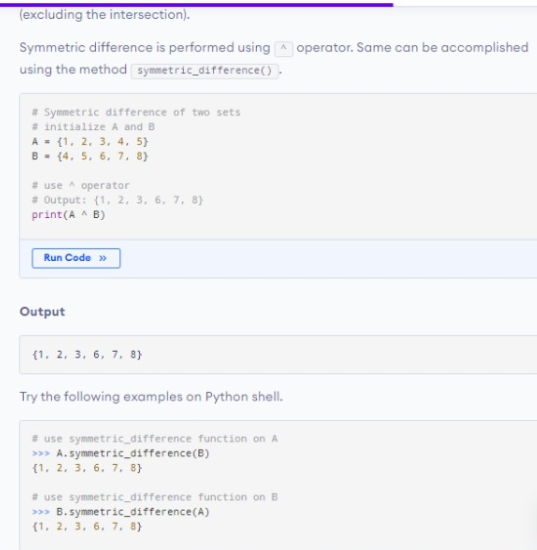 (excluding the intersection).
Symmetric difference is performed using ^ operator. Same can be accomplished
using the method symmetric_difference().
# Symmetric difference of two sets
# initialize A and B
A = {1, 2, 3, 4, 5}
B = {4, 5, 6, 7, 8}
# use ^ operator
# Output: {1, 2, 3, 6, 7, 8}
print(A ^ B)
Run Code »
Output
{1, 2, 3, 6, 7, 8}
Try the following examples on Python shell.
# use symmetric_difference function on A
>>> A.symmetric_difference(B)
{1, 2, 3, 6, 7, 8}
# use symmetric_difference function on B
>>> B.symmetric_difference(A)
{1, 2, 3, 6, 7, 8}